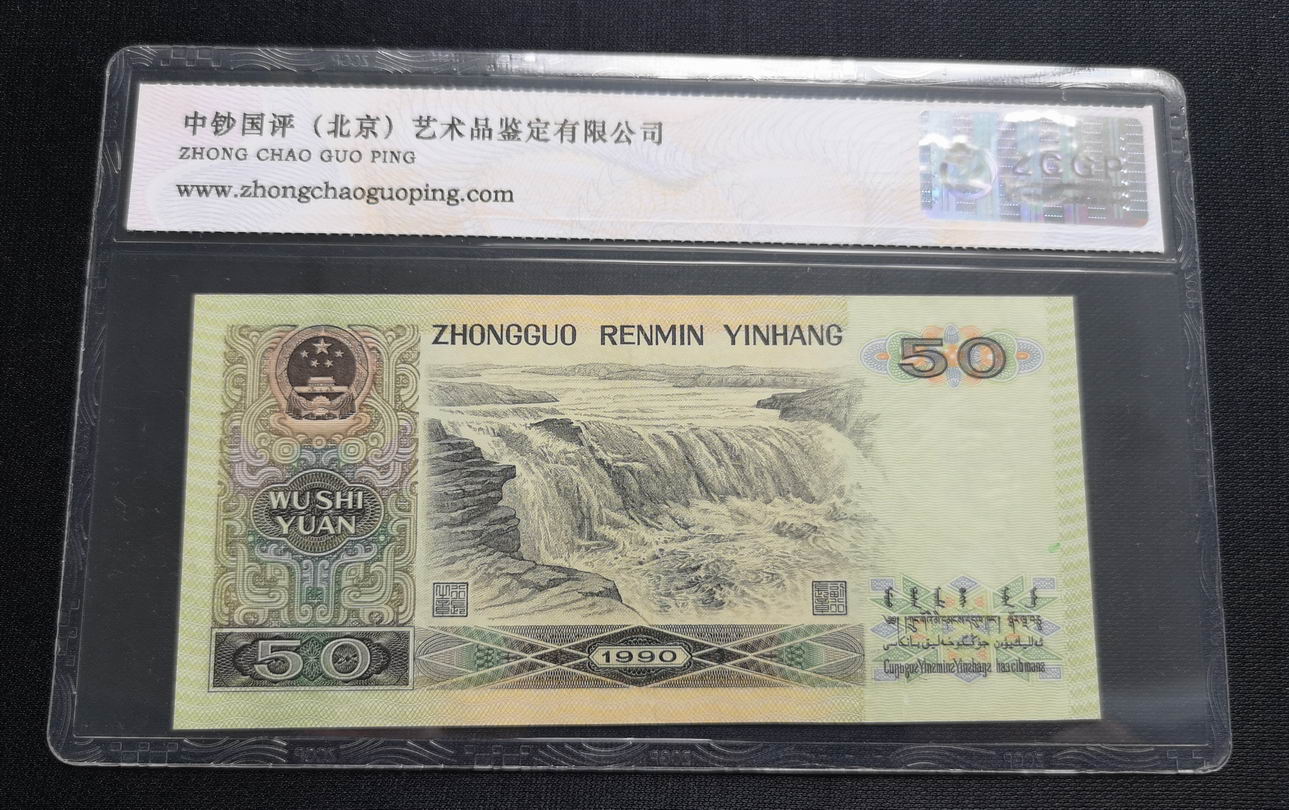 中钞国评（北京）艺术品鉴定有限公司
ZHONG CHAO GUO PING
www.zhongchaoguoping.com
ZCGP
ZHONGGUO RENMIN YINHANG
50
WU SHI
YUAN
50
1990